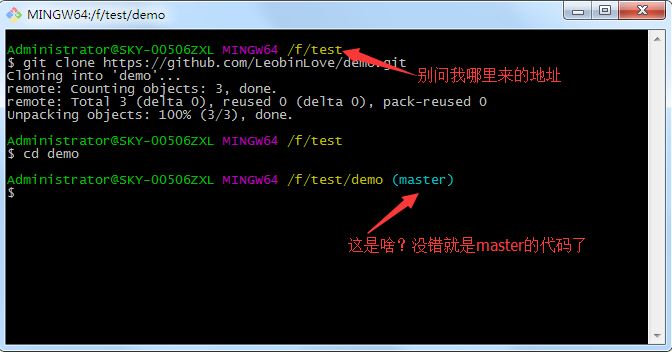 MINGW64:/f/test/demo
Administrator@SKY-00506ZXL MINGW64 /f/test
$ git clone https://github.com/LeobinLove/demo.git
别问我哪里来的地址
Cloning into 'demo'...
remote: Counting objects: 3, done.
remote: Total 3 (delta 0), reused 0 (delta 0), pack-reused 0
Unpacking objects: 100% (3/3), done.
Administrator@SKY-00506ZXL MINGW64 /f/test
$ cd demo
Administrator@SKY-00506ZXL MINGW64 /f/test/demo (master)
$
这是啥？没错就是master的代码了